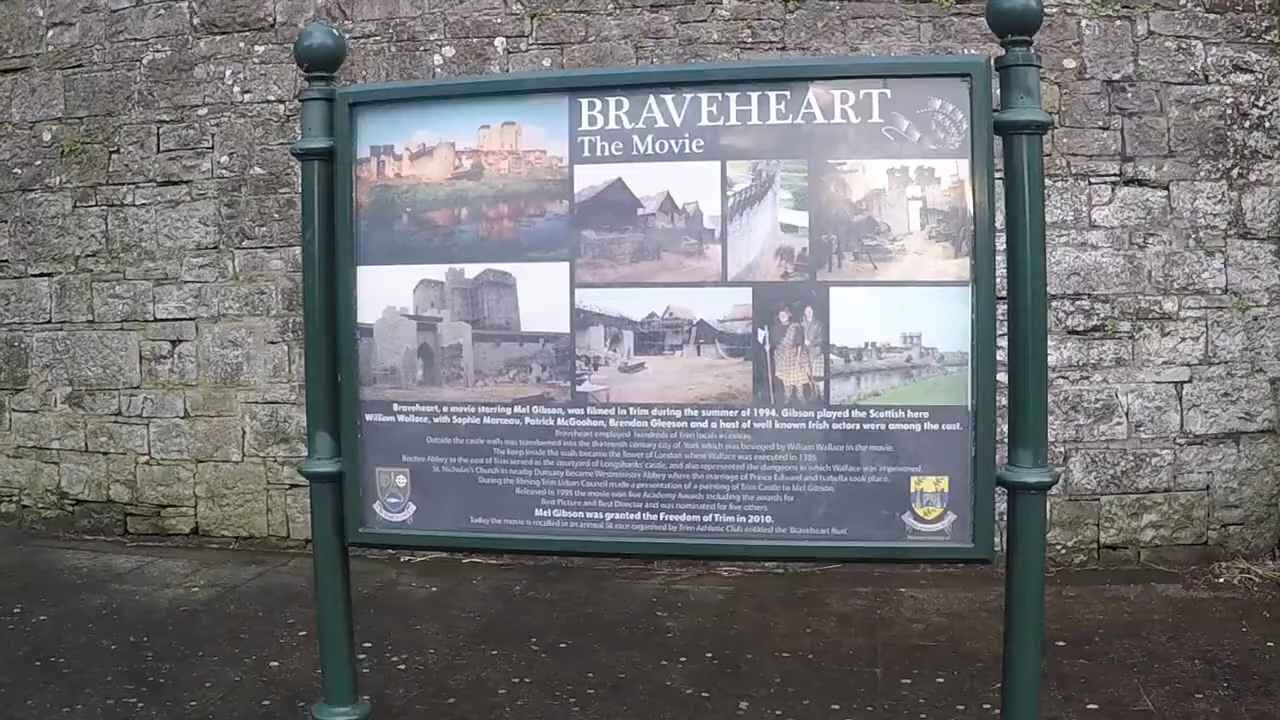 BRAVEHEART
The Movie
Braveheart, a movie starring Mel Gibson, was filmed in Trim during the summer of 1994. Gibson played the Scottish hero
William Wallace, with Sophie Marceau, Patrick McGoohan, Brendan Gleeson and a host of well known Irish actors were among the cast.
Braveheart employed hundreds of Trim locals as extras.
Outside the castle walls was transformed into the thirteenth century city of York which was besieged by William Wallace in the movie.
The keep inside the walls became the Tower of London where Wallace was executed in 1305.
Bective Abbey to the east of Trim served as the courtyard of Longshanks' castle, and also represented the dungeons in which Wallace was imprisoned.
St. Nicholas's Church in nearby Dunsany became Westminster Abbey where the marriage of Prince Edward and Isabella took place.
During the filming Trim Urban Council made a presentation of a painting of Trim Castle to Mel Gibson.
Released in 1995 the movie won five Academy Awards including the awards for
Best Picture and Best Director and was nominated for five others.
Mel Gibson was granted the Freedom of Trim in 2010.
Today the movie is recalled in an annual 5k race organised by Trim Athletic Club entitled the 'Braveheart Run'.